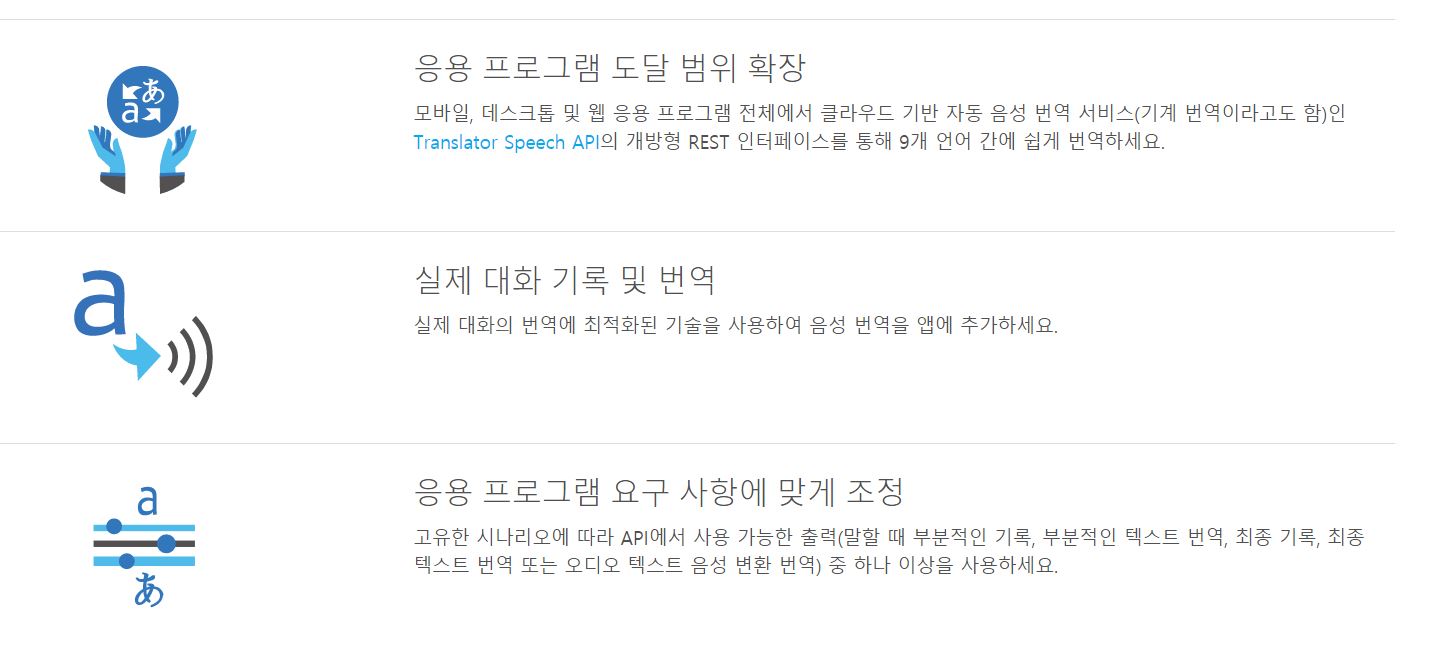 あ
a
응용 프로그램 도달 범위 확장
모바일, 데스크톱 및 웹 응용 프로그램 전체에서 클라우드 기반 자동 음성 번역 서비스(기계 번역이라고도 함)인
Translator Speech API의 개방형 REST 인터페이스를 통해 9개 언어 간에 쉽게 번역하세요.
a
실제 대화 기록 및 번역
실제 대화의 번역에 최적화된 기술을 사용하여 음성 번역을 앱에 추가하세요.
a
あ
응용 프로그램 요구 사항에 맞게 조정
고유한 시나리오에 따라 API에서 사용 가능한 출력(말할 때 부분적인 기록, 부분적인 텍스트 번역, 최종 기록, 최종
텍스트 번역 또는 오디오 텍스트 음성 변환 번역) 중 하나 이상을 사용하세요.